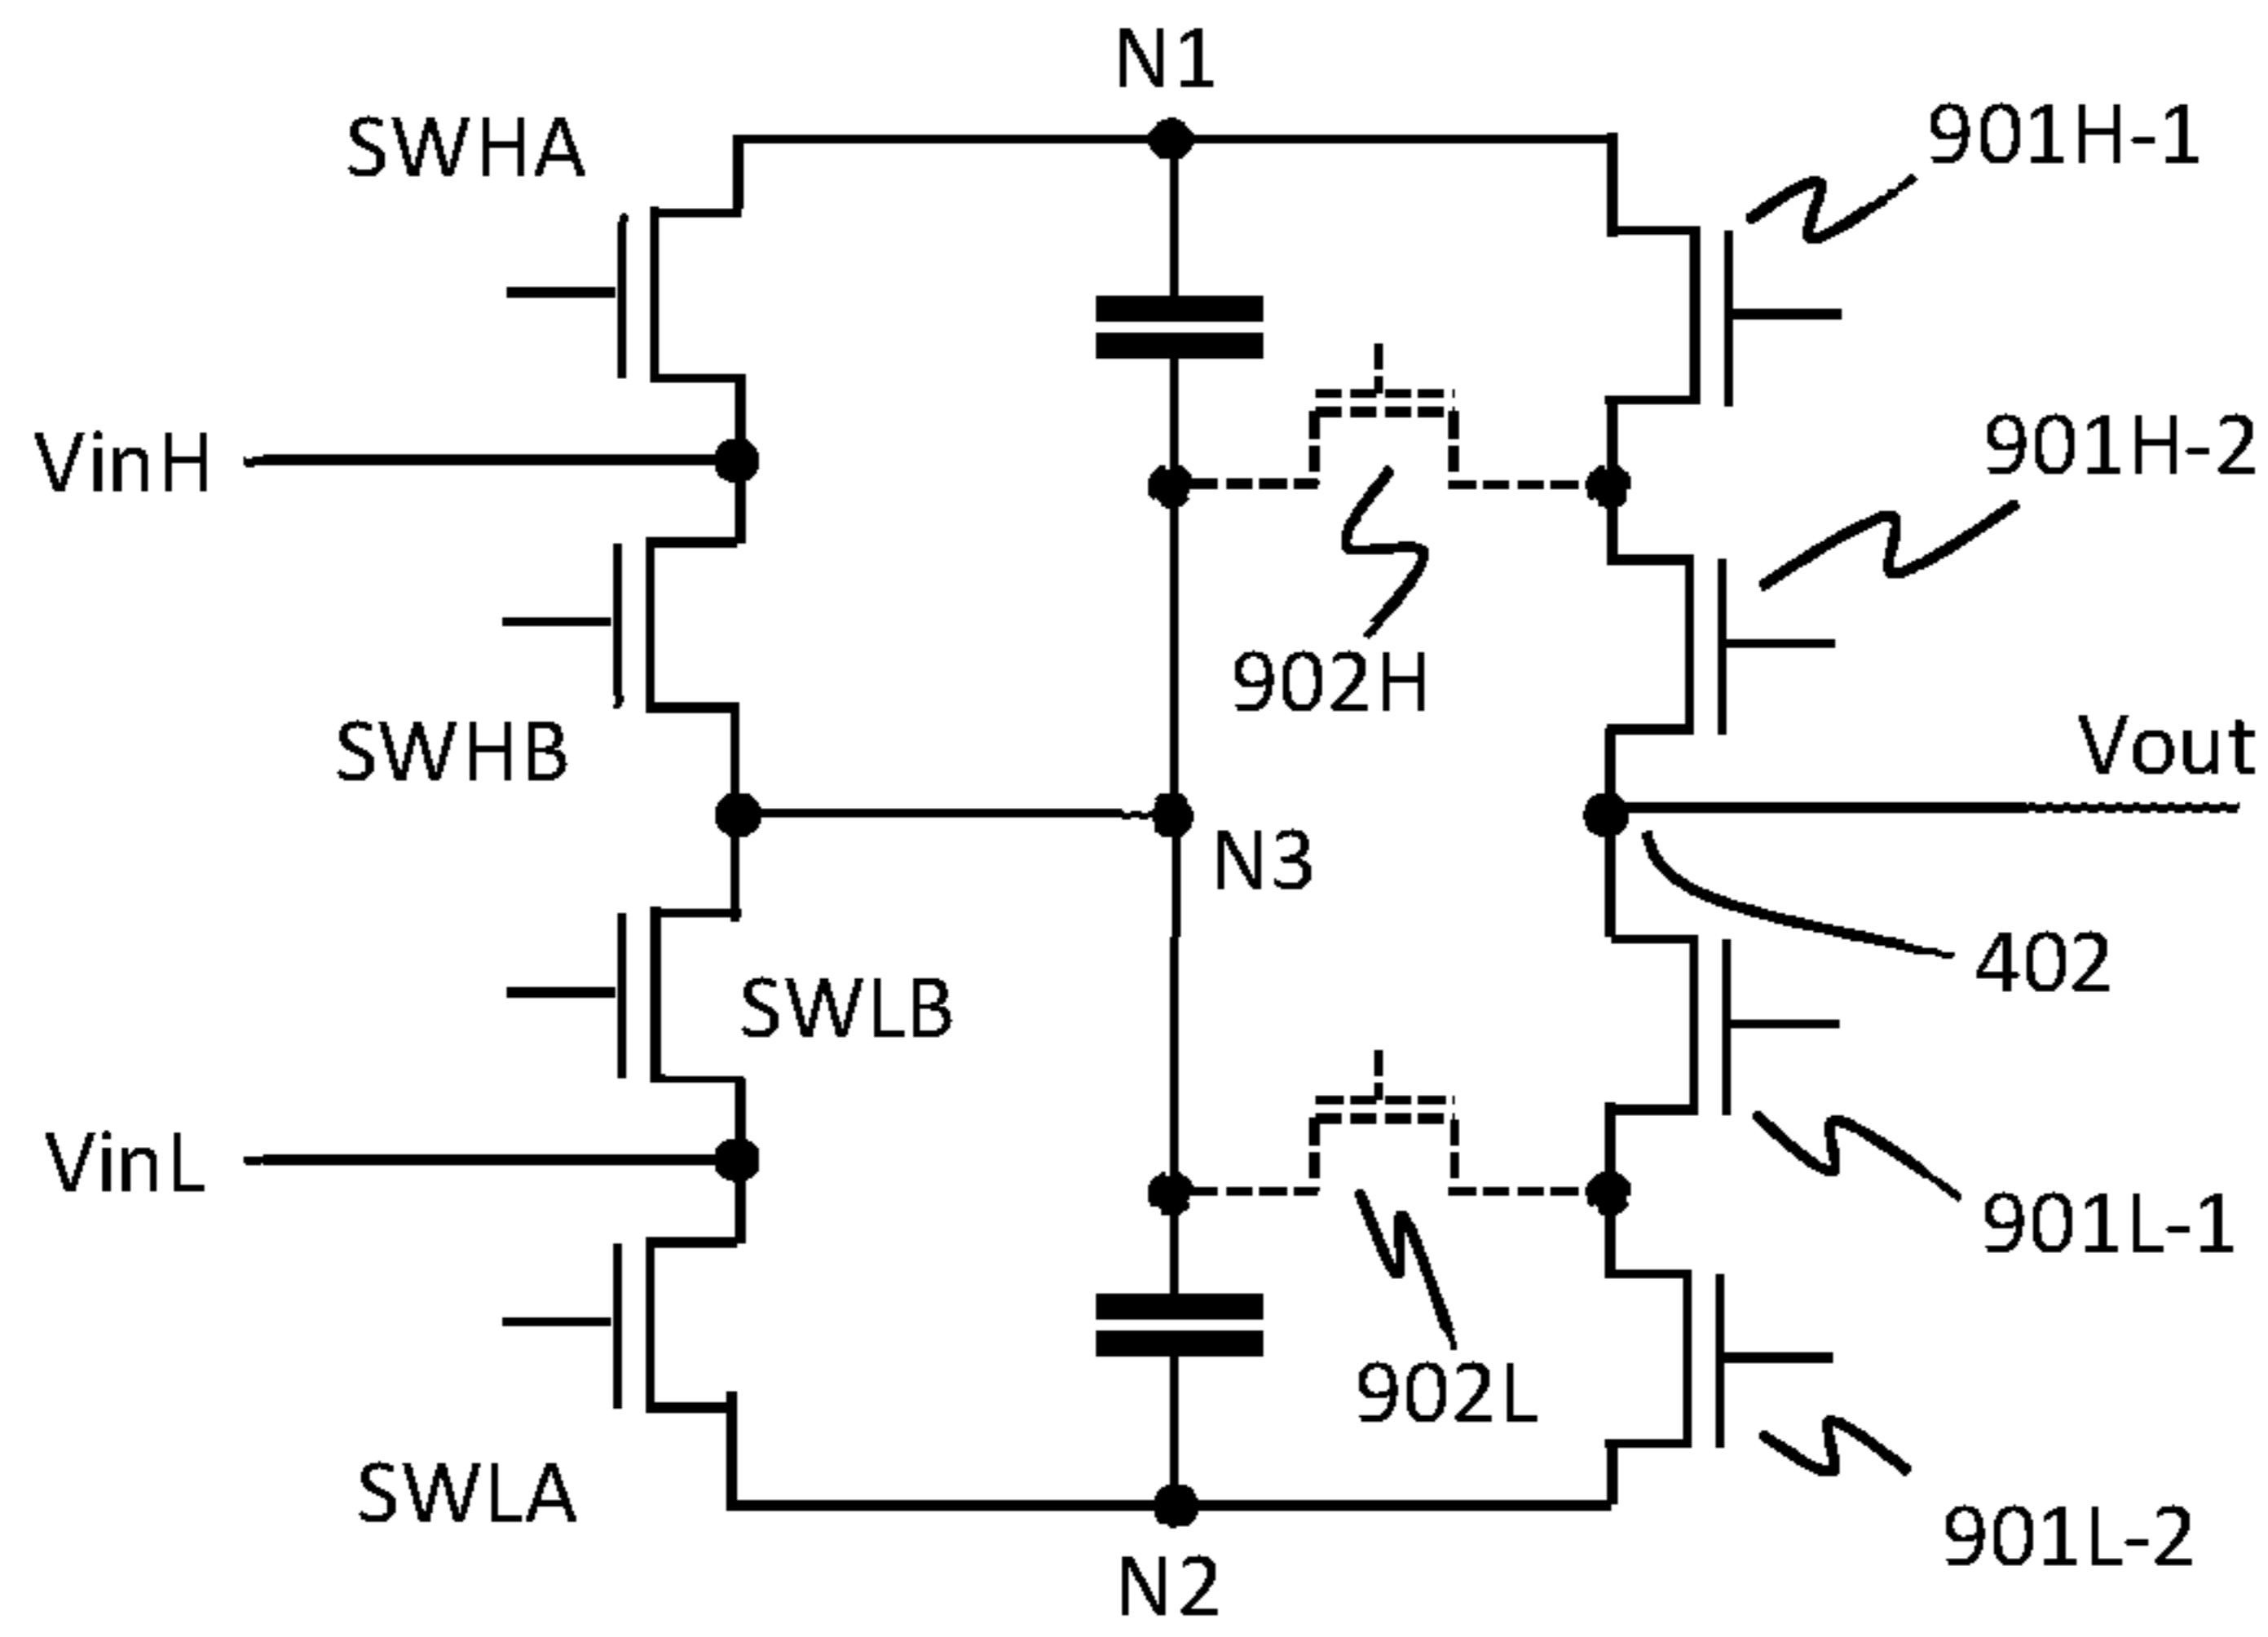 N1
SWHA
901H-1
VinH
901H-2
902H
SWHB
Vout
N3
402
SWLB
VinL
901L-1
902L
SWLA
901L-2
N2